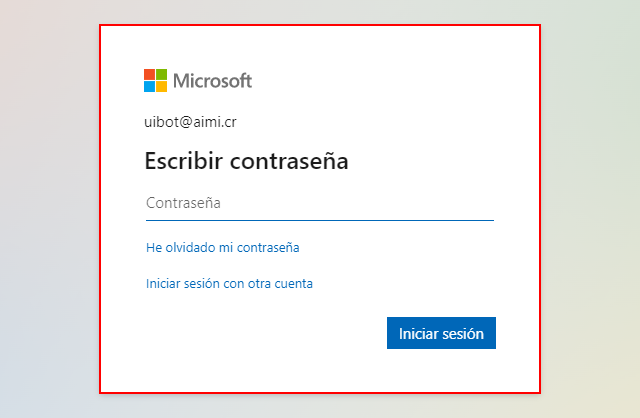 Microsoft
uibot@aimi.cr
Escribir contraseña
Contraseña
He olvidado mi contraseña
Iniciar sesión con otra cuenta
Iniciar sesión